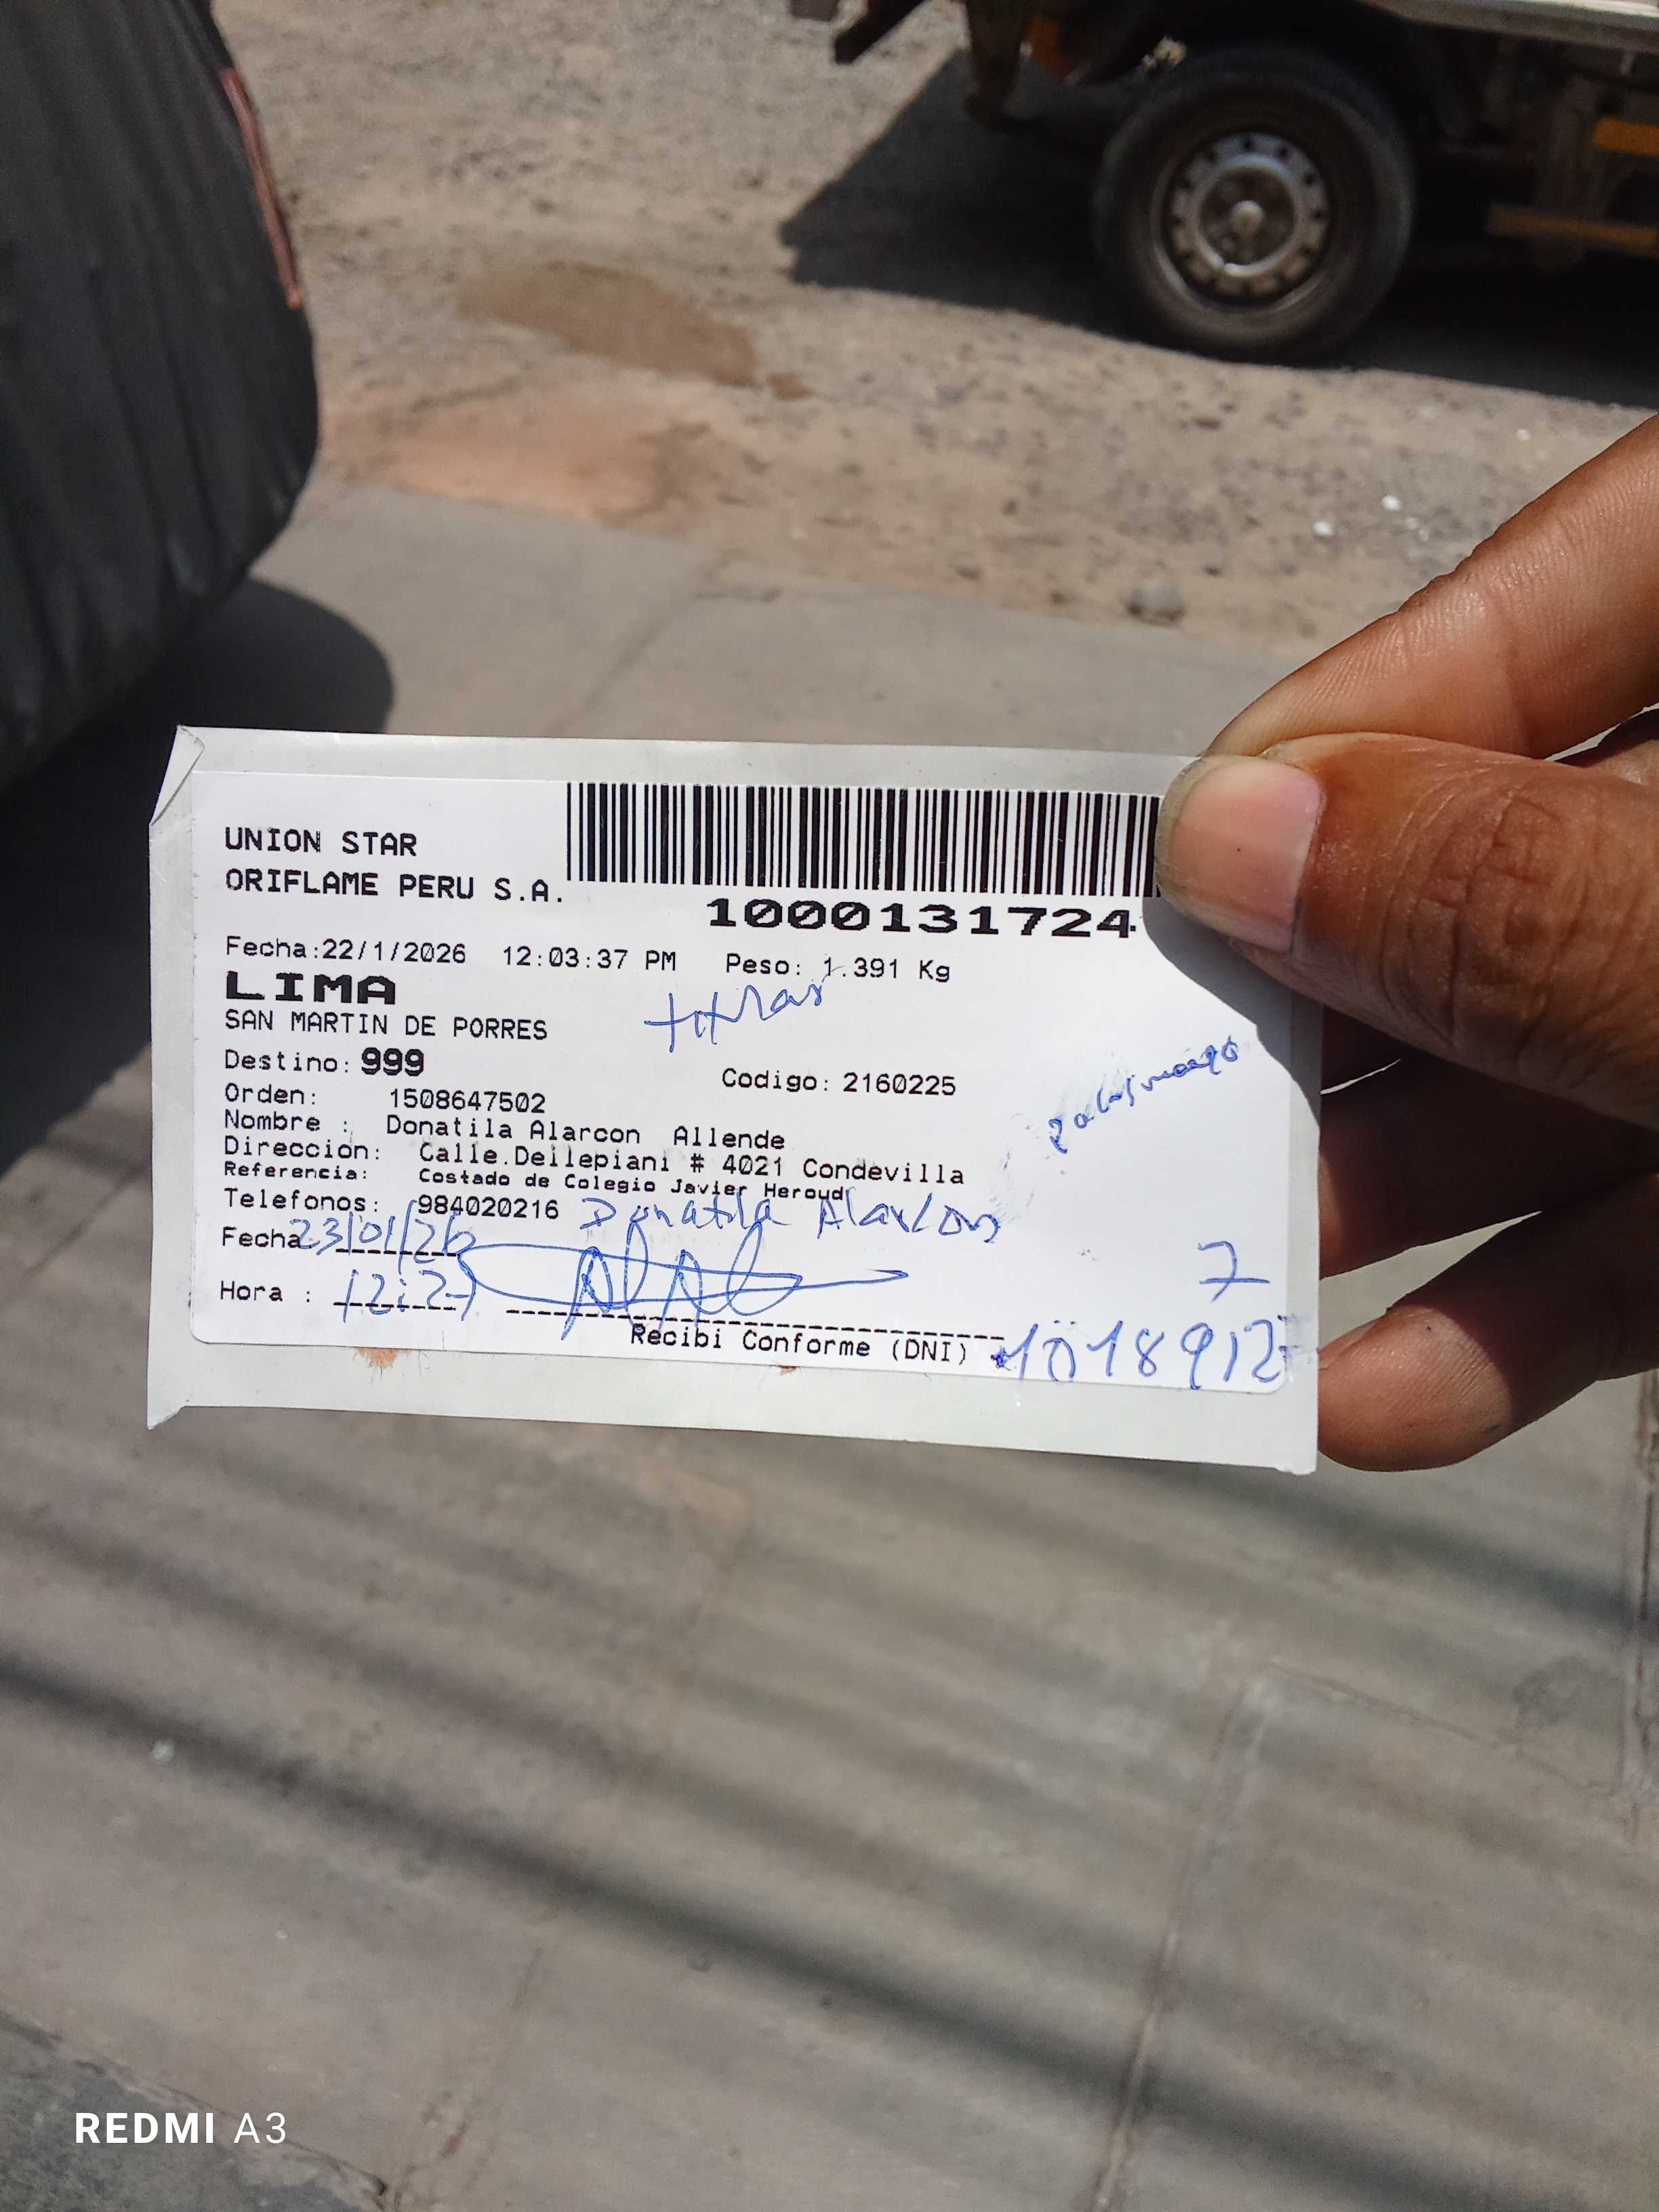 UNION STAR
ORIFLAME PERU S.A.
1000131724
Fecha:22/1/2026 12:03:37 PM Peso: 1.391 Kg
LIMA
SAN MARTIN DE PORRES
Destino: 999
Codigo: 2160225
Orden: 1508647502
Nombre : Donatila Alarcon Allende
Direccion: Calle.Dellepiani # 4021 Condevilla
Referencia: Costado de Colegio Javier Heroud
Telefonos: 984020216
Donatila Alarcon
Fecha: 23/01/26
Hora : 12:27
7
Recibi Conforme (DNI)
REDMI A3